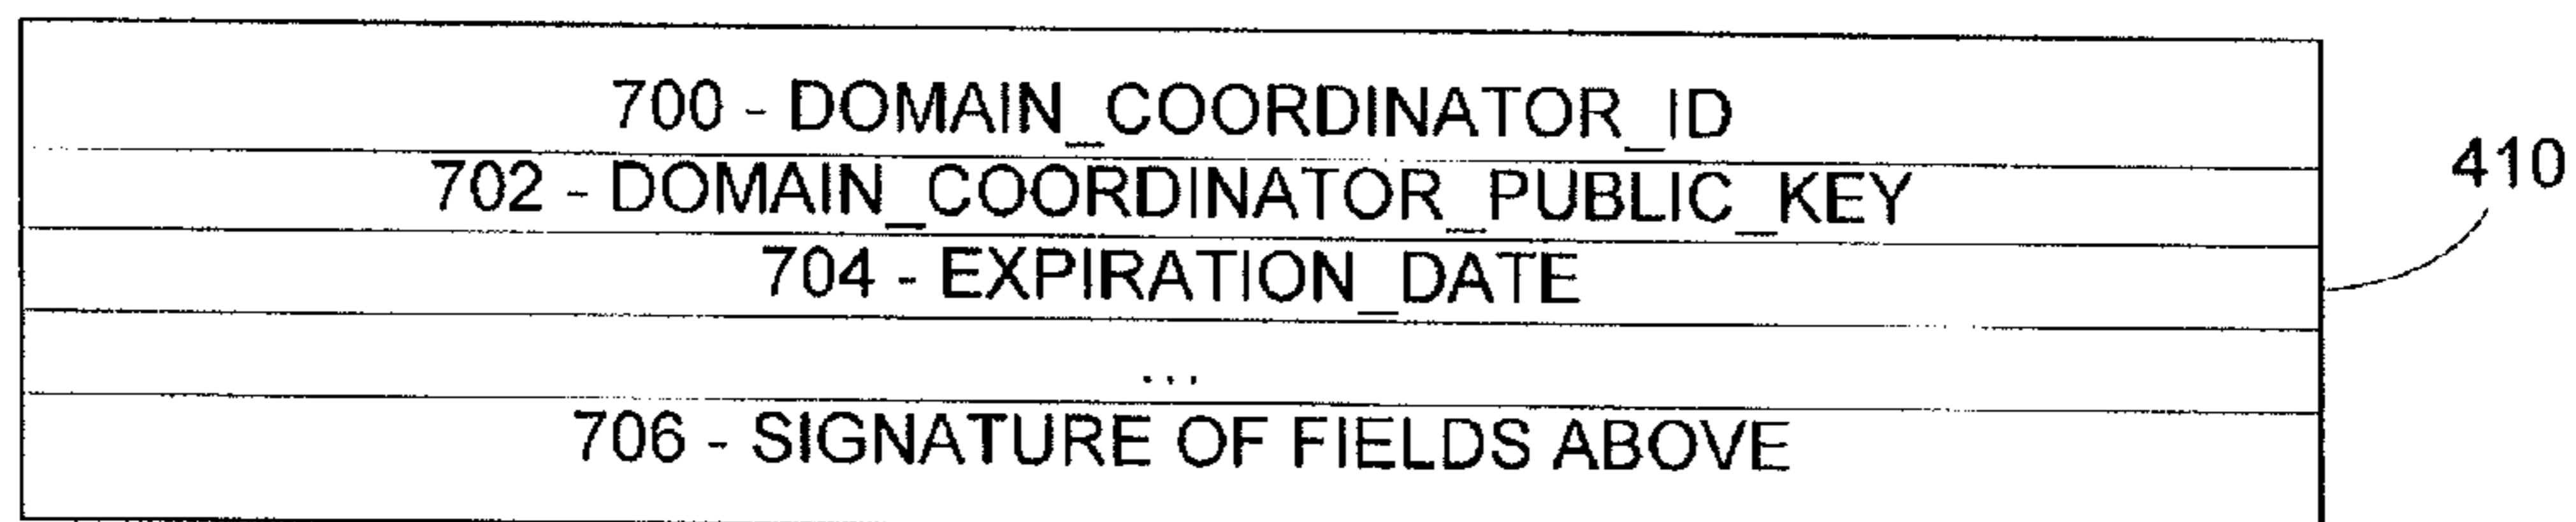 700 - DOMAIN_COORDINATOR_ID
702 - DOMAIN_COORDINATOR_PUBLIC_KEY
410
704 - EXPIRATION_DATE
...
706 - SIGNATURE OF FIELDS ABOVE